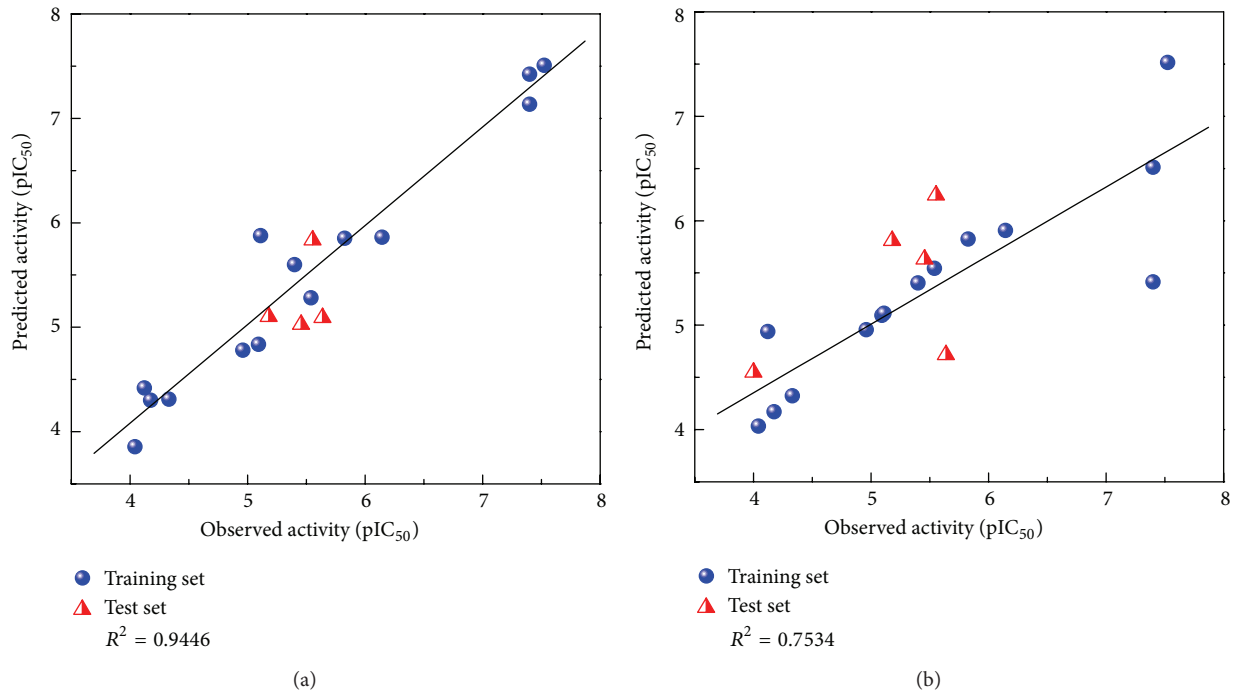 8
7
6
5
4
Predicted activity (pIC₅₀)
4 5 6 7 8
Observed activity (pIC₅₀)
Training set
Test set
R² = 0.9446
(a)
8
7
6
5
4
Predicted activity (pIC₅₀)
4 5 6 7 8
Observed activity (pIC₅₀)
Training set
Test set
R² = 0.7534
(b)